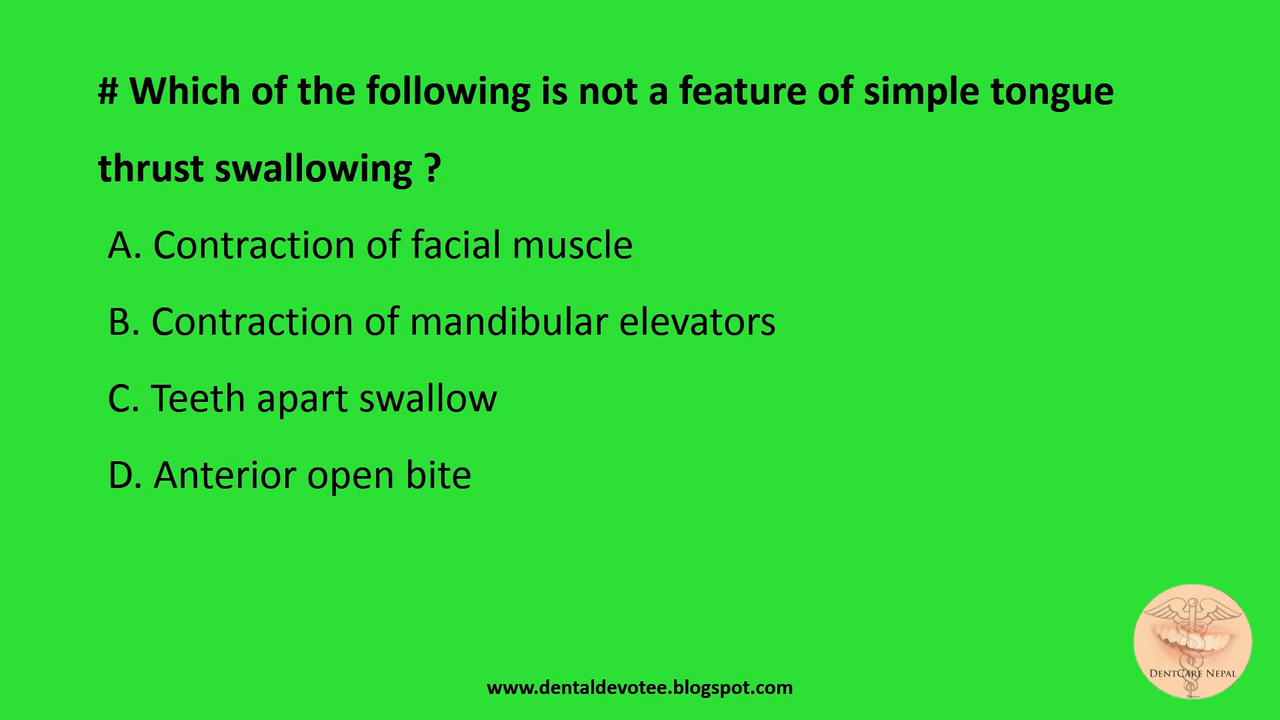 # Which of the following is not a feature of simple tongue
thrust swallowing ?
A. Contraction of facial muscle
B. Contraction of mandibular elevators
C. Teeth apart swallow
D. Anterior open bite
DENTCARE NEPAL
www.dentaldevotee.blogspot.com